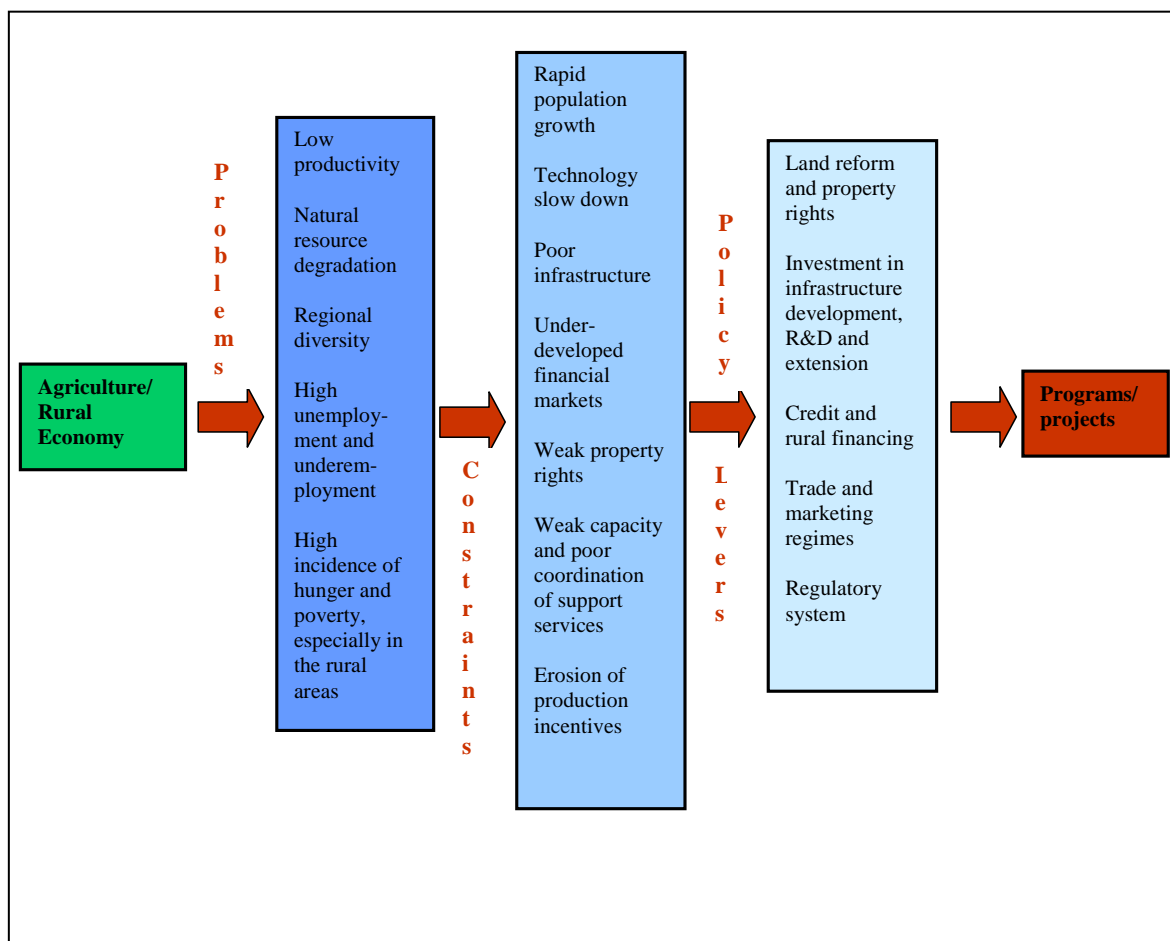 Agriculture/
Rural
Economy
Problems
Low
productivity
Natural
resource
degradation
Regional
diversity
High
unemploy-
ment and
underem-
ployment
High
incidence of
hunger and
poverty,
especially in
the rural
areas
Constraints
Rapid
population
growth
Technology
slow down
Poor
infrastructure
Under-
developed
financial
markets
Weak property
rights
Weak capacity
and poor
coordination
of support
services
Erosion of
production
incentives
Policy
Levers
Land reform
and property
rights
Investment in
infrastructure
development,
R&D and
extension
Credit and
rural financing
Trade and
marketing
regimes
Regulatory
system
Programs/
projects